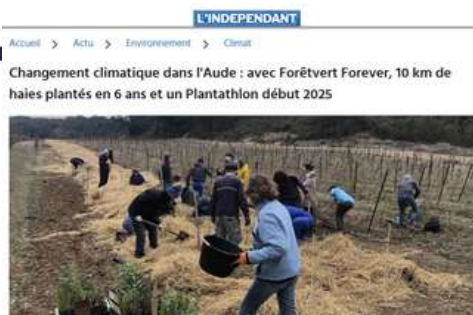 L'INDEPENDANT
Accueil > Actu > Environnement > Climat
Changement climatique dans l'Aude : avec Forêtvert Forever, 10 km de
haies plantés en 6 ans et un Plantathlon début 2025